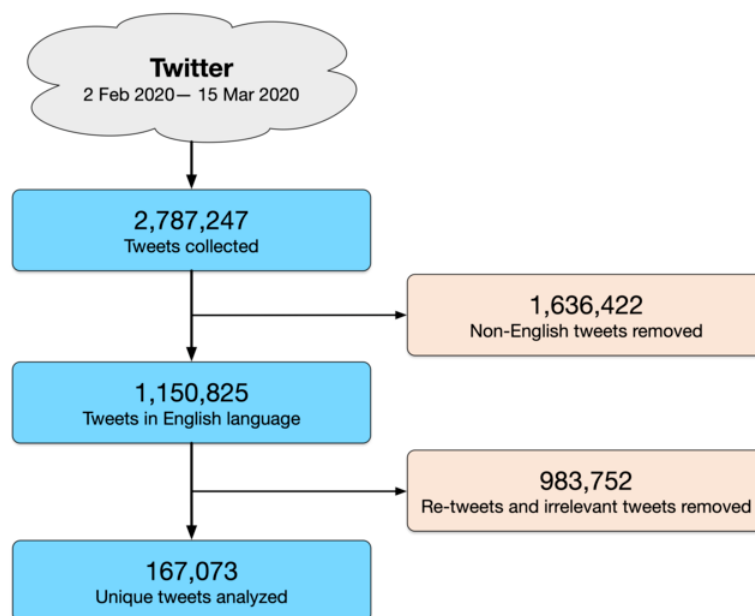 Twitter
2 Feb 2020— 15 Mar 2020
2,787,247
Tweets collected
1,636,422
Non-English tweets removed
1,150,825
Tweets in English language
983,752
Re-tweets and irrelevant tweets removed
167,073
Unique tweets analyzed